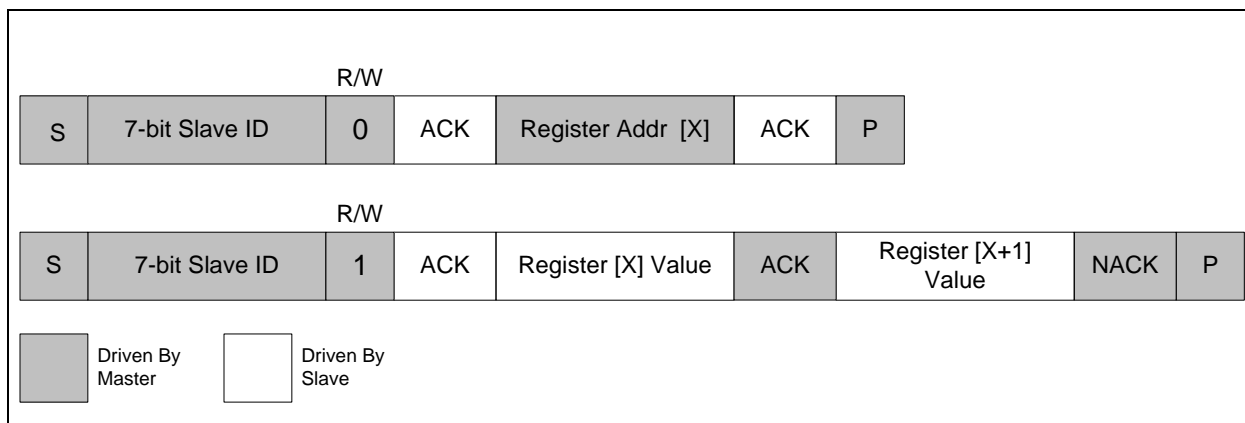 R/W
S 7-bit Slave ID 0 ACK Register Addr [X] ACK P
R/W
S 7-bit Slave ID 1 ACK Register [X] Value ACK Register [X+1] NACK P
Value
Driven By Driven By
Master Slave